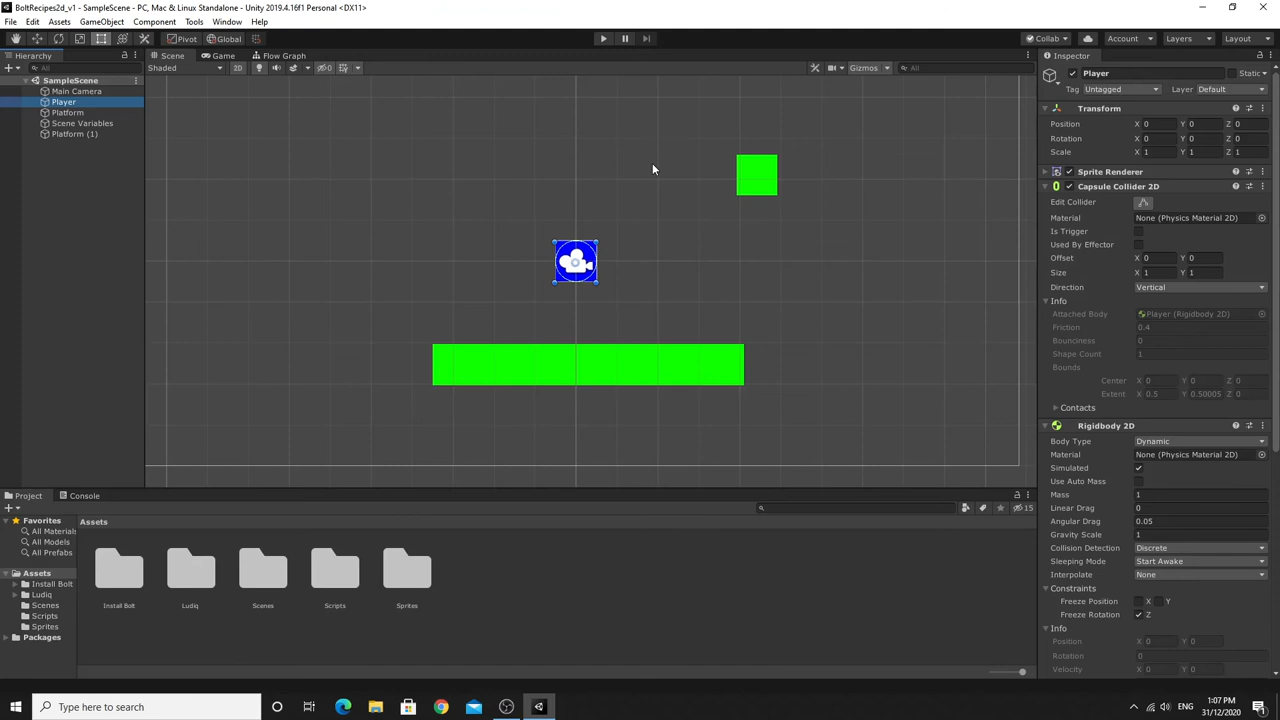 BoltRecipes2d_v1 - SampleScene - PC, Mac & Linux Standalone - Unity 2019.4.16f1 Personal <DX11>
File Edit Assets GameObject Component Tools Window Help
Pivot Global Collab Account Layers Layout
Hierarchy Scene Game Flow Graph Inspector
All Shaded 2D 0 Gizmos All
SampleScene
Main Camera
Player
Platform
Scene Variables
Platform (1)
Player Static
Tag Untagged Layer Default
Transform
Position X 0 Y 0 Z 0
Rotation X 0 Y 0 Z 0
Scale X 1 Y 1 Z 1
Sprite Renderer
Capsule Collider 2D
Edit Collider
Material None (Physics Material 2D)
Is Trigger
Used By Effector
Offset X 0 Y 0
Size X 1 Y 1
Direction Vertical
Info
Attached Body Player (Rigidbody 2D)
Friction 0.4
Bounciness 0
Shape Count 1
Bounds
Center X 0 Y 0 Z 0
Extent X 0.5 Y 0.50005 Z 0
Contacts
Rigidbody 2D
Body Type Dynamic
Material None (Physics Material 2D)
Simulated
Use Auto Mass
Mass 1
Linear Drag 0
Angular Drag 0.05
Gravity Scale 1
Collision Detection Discrete
Sleeping Mode Start Awake
Interpolate None
Constraints
Freeze Position X Y
Freeze Rotation Z
Info
Position X 0 Y 0
Rotation 0
Velocity X 0 Y 0
Project Console
15
Favorites
All Materials
All Models
All Prefabs
Assets
Install Bolt
Ludiq
Scenes
Scripts
Sprites
Packages
Assets
Install Bolt Ludiq Scenes Scripts Sprites
Type here to search
ENG
1:07 PM
31/12/2020